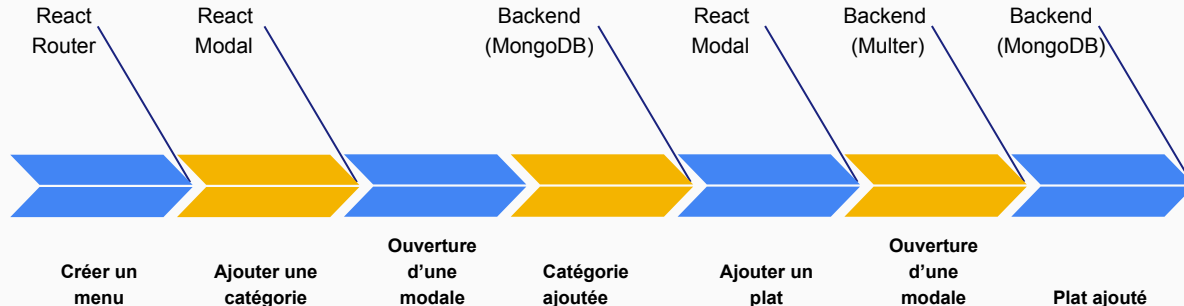 React
Router
React
Modal
Backend
(MongoDB)
React
Modal
Backend
(Multer)
Backend
(MongoDB)
Créer un
menu
Ajouter une
catégorie
Ouverture
d’une
modale
Catégorie
ajoutée
Ajouter un
plat
Ouverture
d’une
modale
Plat ajouté